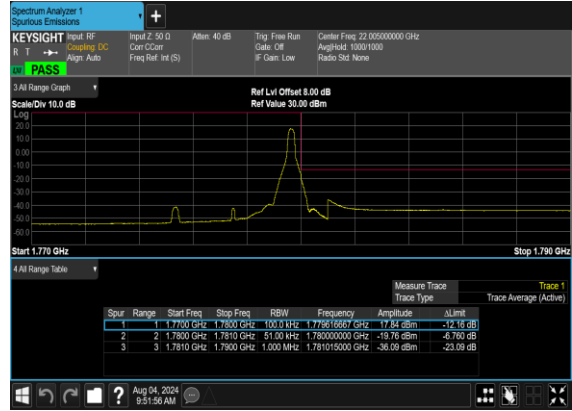 Spectrum Analyzer 1
Spurious Emissions
+
KEYSIGHT Input: RF Input Z: 50 Ω Atten: 40 dB Trig: Free Run Center Freq: 22.005000000 GHz
R T Coupling: DC Corr CCorr Gate: Off Avg|Hold: 1000/1000
Align: Auto Freq Ref: Int (S) IF Gain: Low Radio Std: None
PASS
3 All Range Graph
Ref Lvl Offset 8.00 dB
Scale/Div 10.0 dB Ref Value 30.00 dBm
Log
20.0
10.0
0.00
-10.0
-20.0
-30.0
-40.0
-50.0
-60.0
Start 1.770 GHz Stop 1.790 GHz
4 All Range Table
Measure Trace Trace 1
Trace Type Trace Average (Active)
Spur Range Start Freq Stop Freq RBW Frequency Amplitude ΔLimit
1 1 1.7700 GHz 1.7800 GHz 100.0 kHz 1.779616667 GHz 17.84 dBm -12.16 dB
2 2 1.7800 GHz 1.7810 GHz 51.00 kHz 1.780000000 GHz -19.76 dBm -6.760 dB
3 3 1.7810 GHz 1.7900 GHz 1.000 MHz 1.781015000 GHz -36.09 dBm -23.09 dB
? Aug 04, 2024
9:51:56 AM